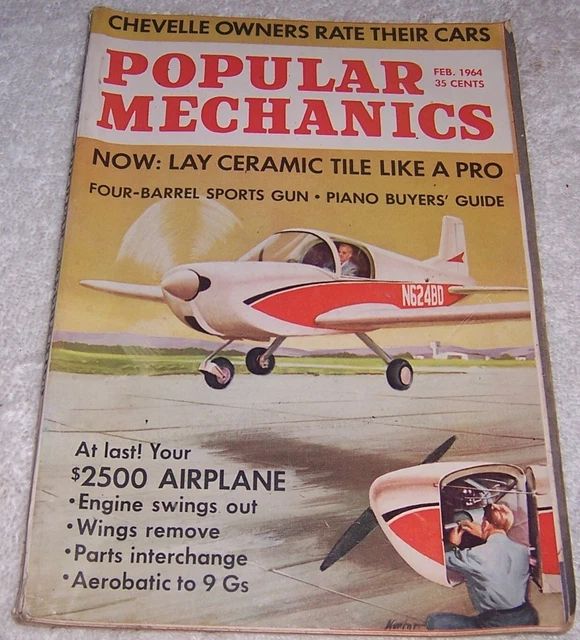 CHEVELLE OWNERS RATE THEIR CARS
POPULAR
MECHANICS
FEB. 1964
35 CENTS
NOW: LAY CERAMIC TILE LIKE A PRO
FOUR-BARREL SPORTS GUN • PIANO BUYERS' GUIDE
N624BD
At last! Your
$2500 AIRPLANE
• Engine swings out
• Wings remove
• Parts interchange
• Aerobatic to 9 Gs